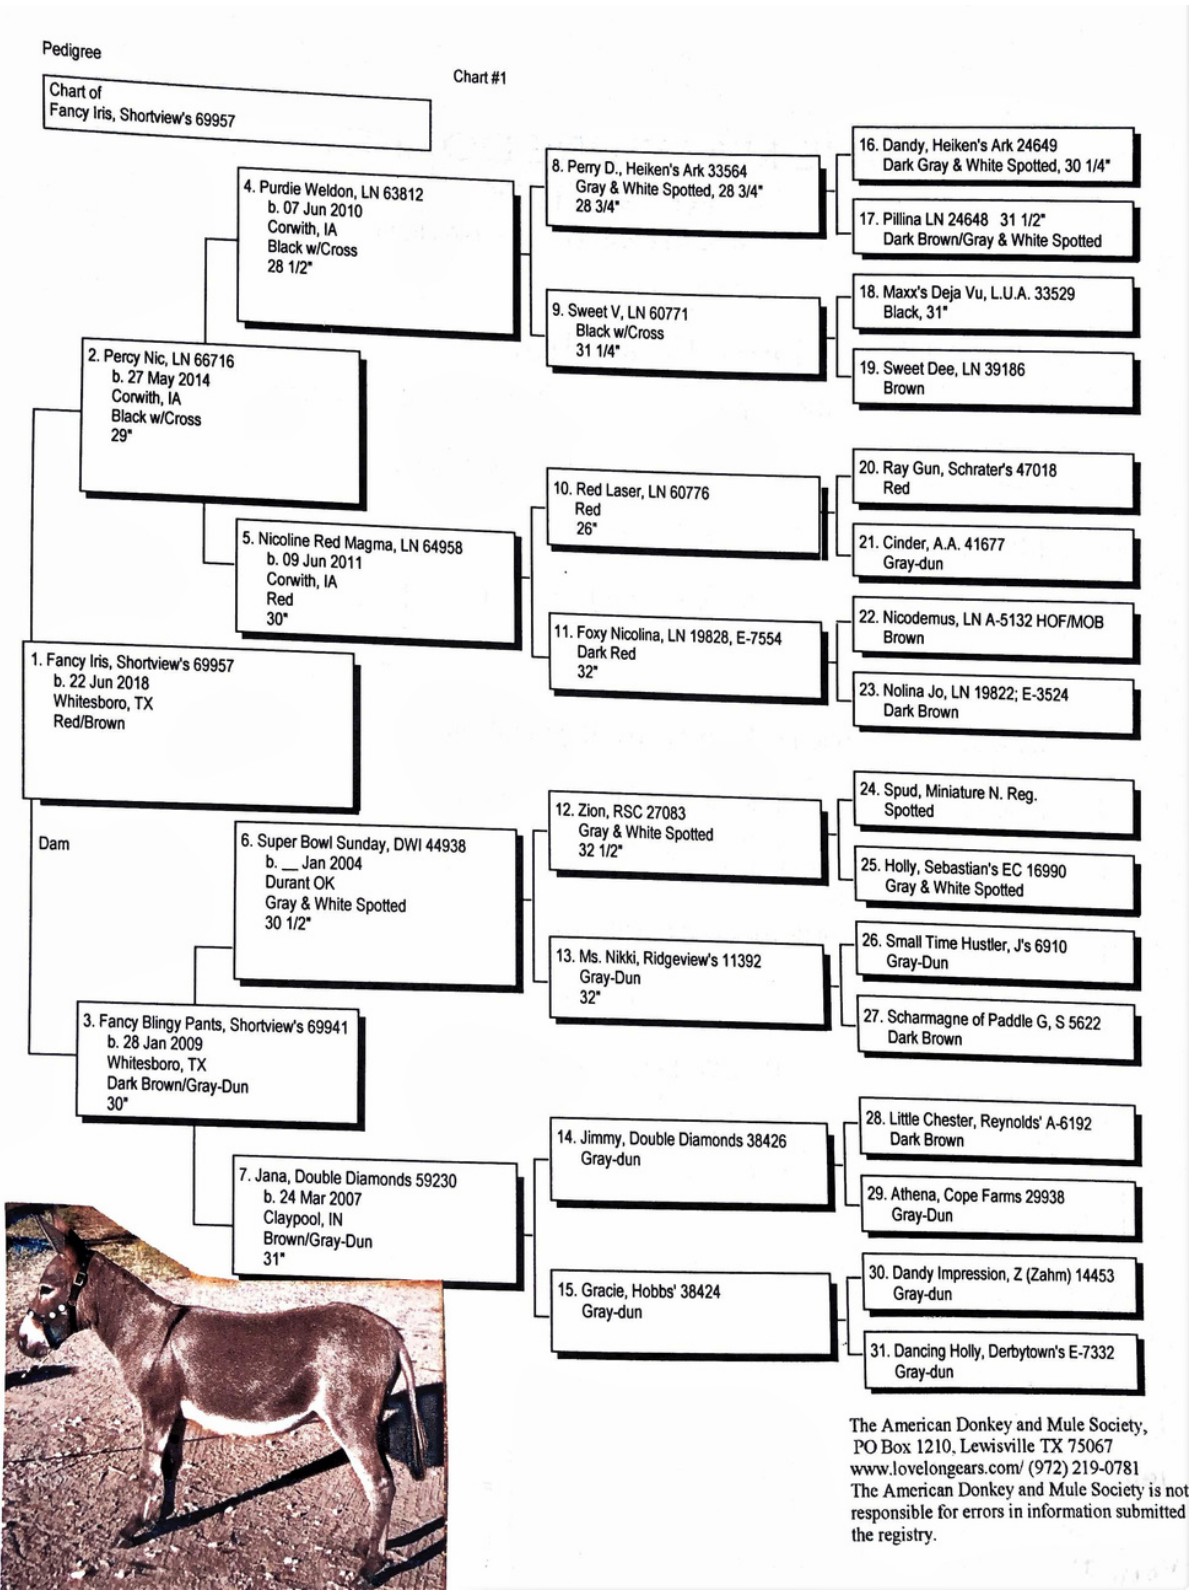 Pedigree
Chart #1
Chart of
Fancy Iris, Shortview's 69957
1. Fancy Iris, Shortview's 69957
b. 22 Jun 2018
Whitesboro, TX
Red/Brown
Dam
2. Percy Nic, LN 66716
b. 27 May 2014
Corwith, IA
Black w/Cross
29"
3. Fancy Blingy Pants, Shortview's 69941
b. 28 Jan 2009
Whitesboro, TX
Dark Brown/Gray-Dun
30"
4. Purdie Weldon, LN 63812
b. 07 Jun 2010
Corwith, IA
Black w/Cross
28 1/2"
5. Nicoline Red Magma, LN 64958
b. 09 Jun 2011
Corwith, IA
Red
30"
6. Super Bowl Sunday, DWI 44938
b. __ Jan 2004
Durant OK
Gray & White Spotted
30 1/2"
7. Jana, Double Diamonds 59230
b. 24 Mar 2007
Claypool, IN
Brown/Gray-Dun
31"
8. Perry D., Heiken's Ark 33564
Gray & White Spotted, 28 3/4"
28 3/4"
9. Sweet V, LN 60771
Black w/Cross
31 1/4"
10. Red Laser, LN 60776
Red
26"
11. Foxy Nicolina, LN 19828, E-7554
Dark Red
32"
12. Zion, RSC 27083
Gray & White Spotted
32 1/2"
13. Ms. Nikki, Ridgeview's 11392
Gray-Dun
32"
14. Jimmy, Double Diamonds 38426
Gray-dun
15. Gracie, Hobbs' 38424
Gray-dun
16. Dandy, Heiken's Ark 24649
Dark Gray & White Spotted, 30 1/4"
17. Pillina LN 24648 31 1/2"
Dark Brown/Gray & White Spotted
18. Maxx's Deja Vu, L.U.A. 33529
Black, 31"
19. Sweet Dee, LN 39186
Brown
20. Ray Gun, Schrater's 47018
Red
21. Cinder, A.A. 41677
Gray-dun
22. Nicodemus, LN A-5132 HOF/MOB
Brown
23. Nolina Jo, LN 19822; E-3524
Dark Brown
24. Spud, Miniature N. Reg.
Spotted
25. Holly, Sebastian's EC 16990
Gray & White Spotted
26. Small Time Hustler, J's 6910
Gray-Dun
27. Scharmagne of Paddle G, S 5622
Dark Brown
28. Little Chester, Reynolds' A-6192
Dark Brown
29. Athena, Cope Farms 29938
Gray-Dun
30. Dandy Impression, Z (Zahm) 14453
Gray-dun
31. Dancing Holly, Derbytown's E-7332
Gray-dun
The American Donkey and Mule Society,
PO Box 1210, Lewisville TX 75067
www.lovelongears.com/ (972) 219-0781
The American Donkey and Mule Society is not
responsible for errors in information submitted
the registry.